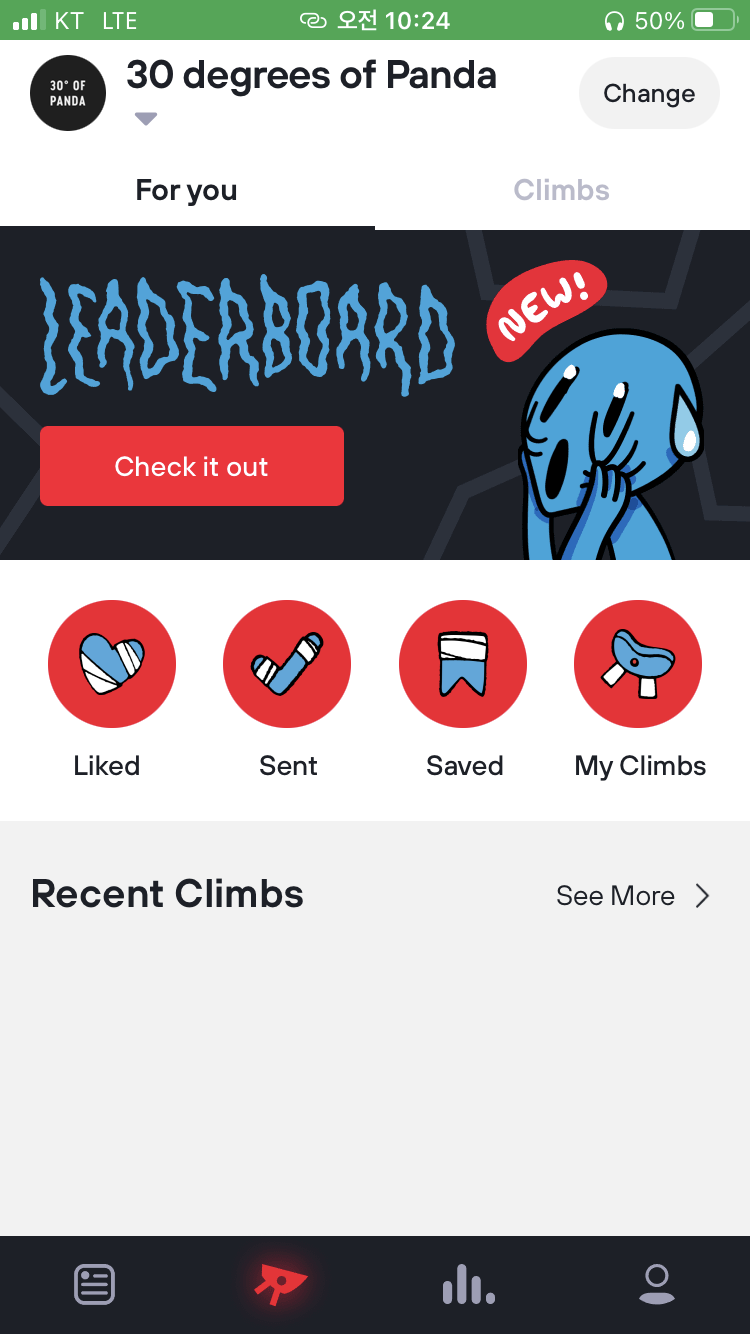 KT LTE 오전 10:24 50%
30° OF
PANDA
30 degrees of Panda
Change
For you
Climbs
LEADERBOARD
NEW!
Check it out
Liked
Sent
Saved
My Climbs
Recent Climbs
See More